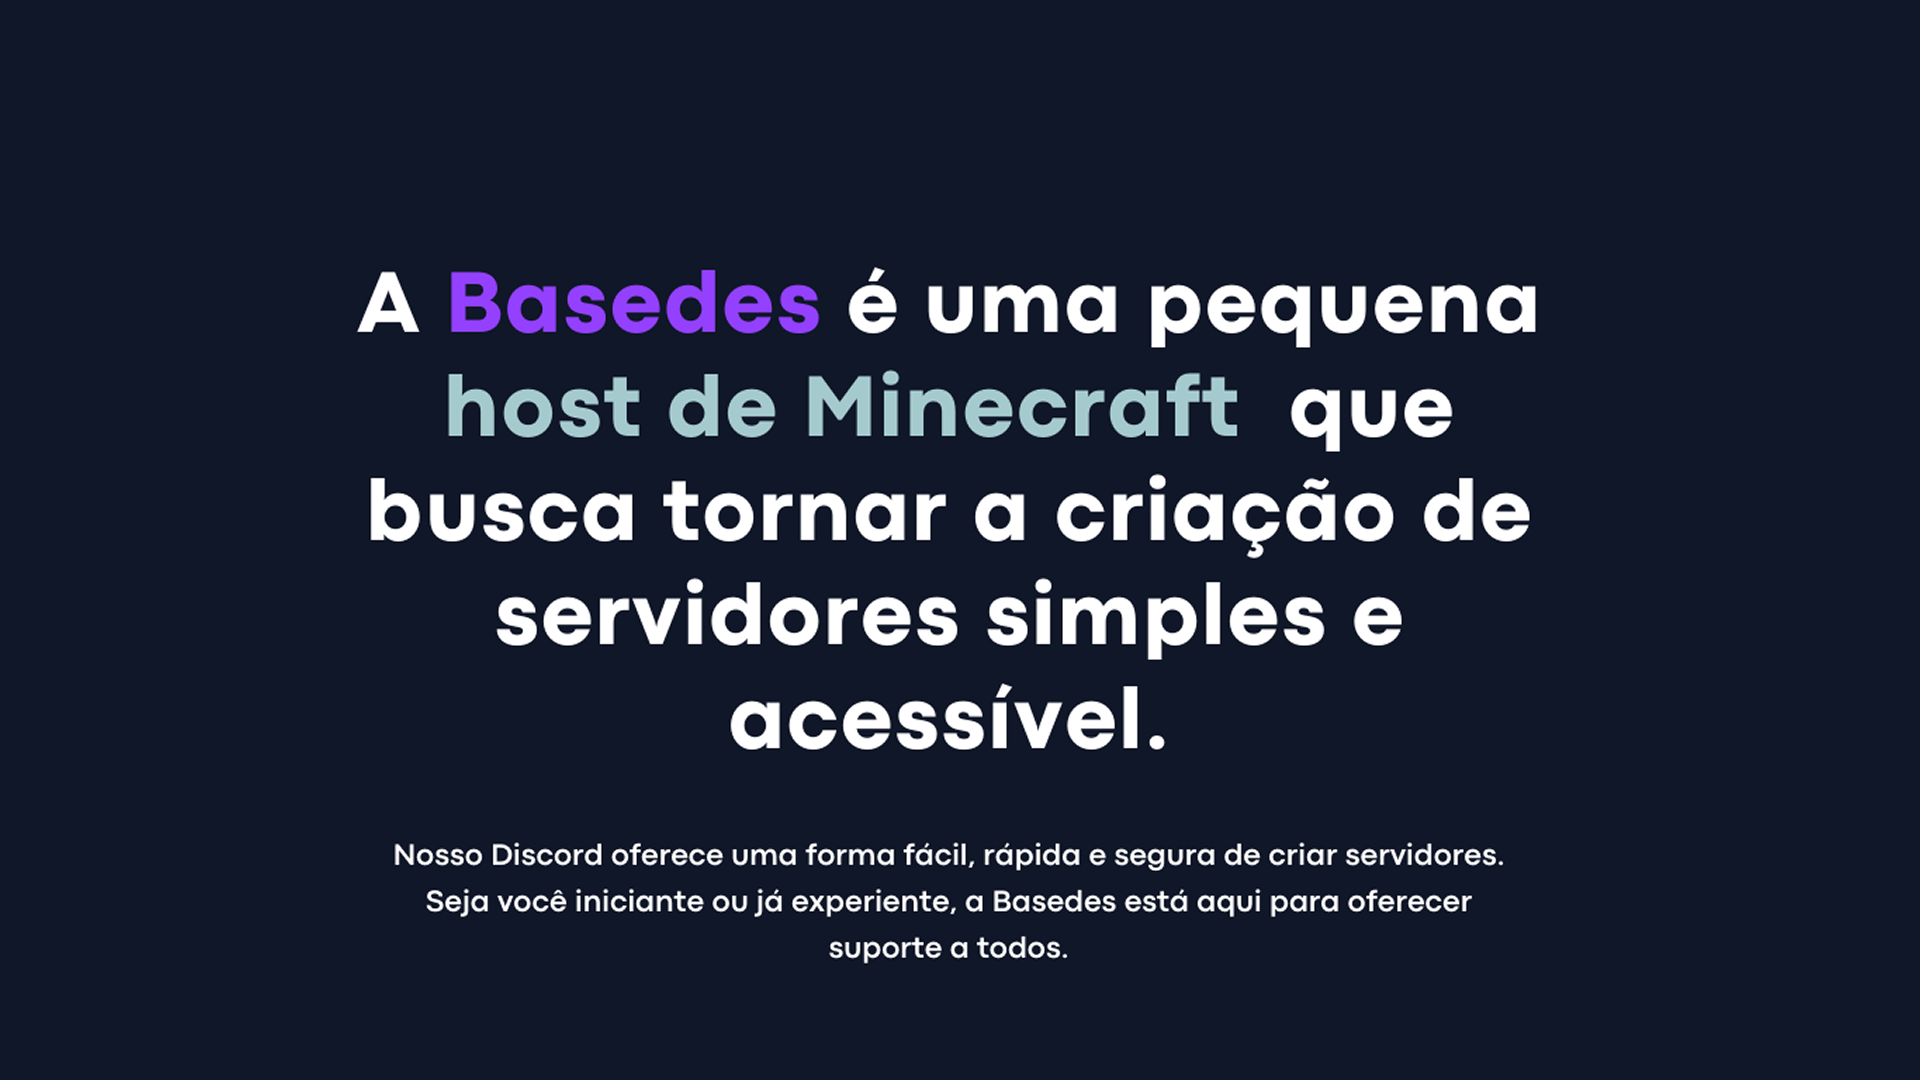 A Basedes é uma pequena
host de Minecraft  que
busca tornar a criação de
servidores simples e
acessível.
Nosso Discord oferece uma forma fácil, rápida e segura de criar servidores.
Seja você iniciante ou já experiente, a Basedes está aqui para oferecer
suporte a todos.